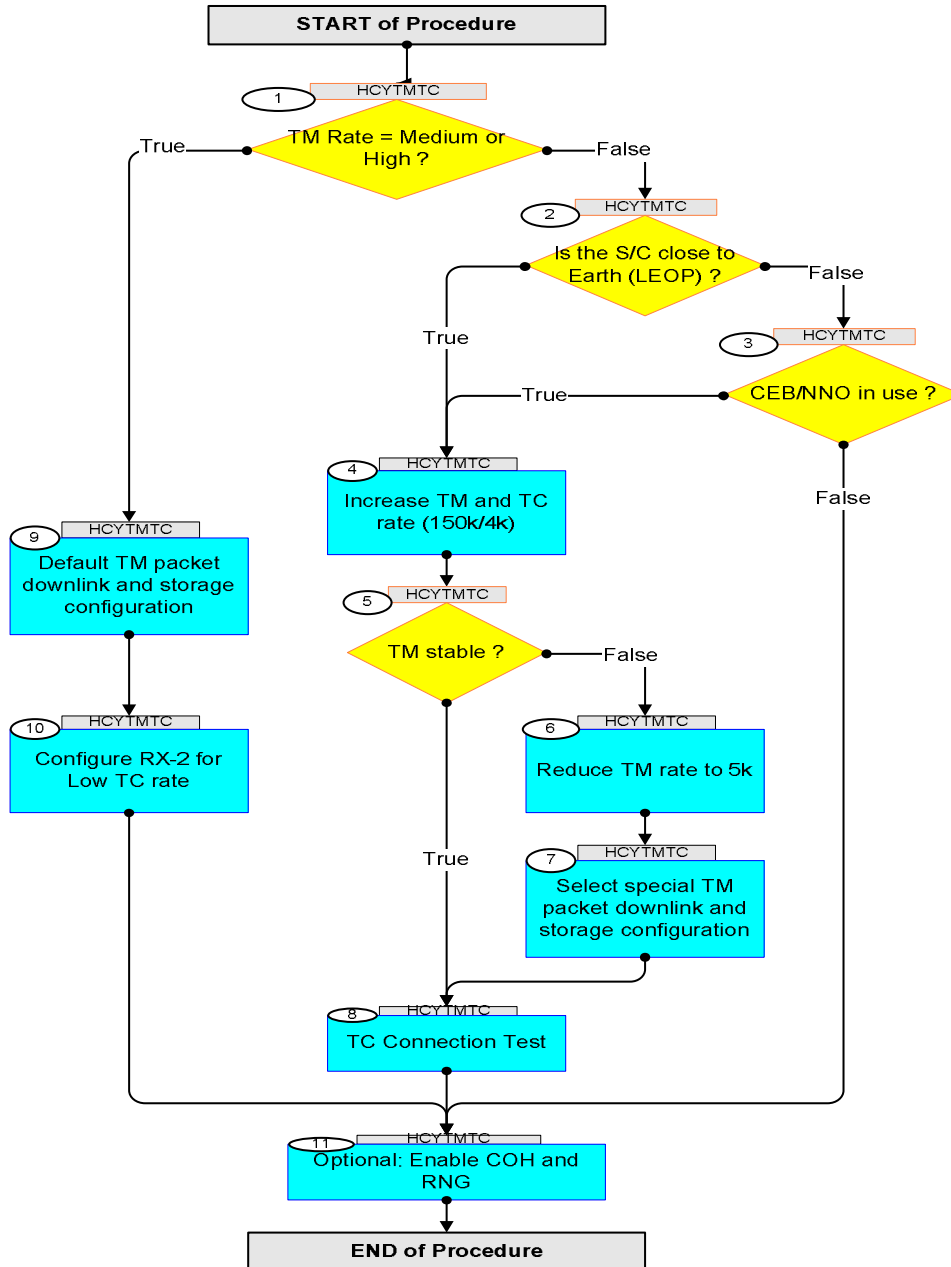 START of Procedure
HCYTMTC
1
TM Rate = Medium or
High ?
True
False
HCYTMTC
2
Is the S/C close to
Earth (LEOP) ?
False
True
HCYTMTC
3
CEB/NNO in use ?
True
False
HCYTMTC
4
Increase TM and TC
rate (150k/4k)
HCYTMTC
9
Default TM packet
downlink and storage
configuration
HCYTMTC
5
TM stable ?
False
True
HCYTMTC
10
Configure RX-2 for
Low TC rate
HCYTMTC
6
Reduce TM rate to 5k
HCYTMTC
7
Select special TM
packet downlink and
storage configuration
HCYTMTC
8
TC Connection Test
HCYTMTC
11
Optional: Enable COH and
RNG
END of Procedure